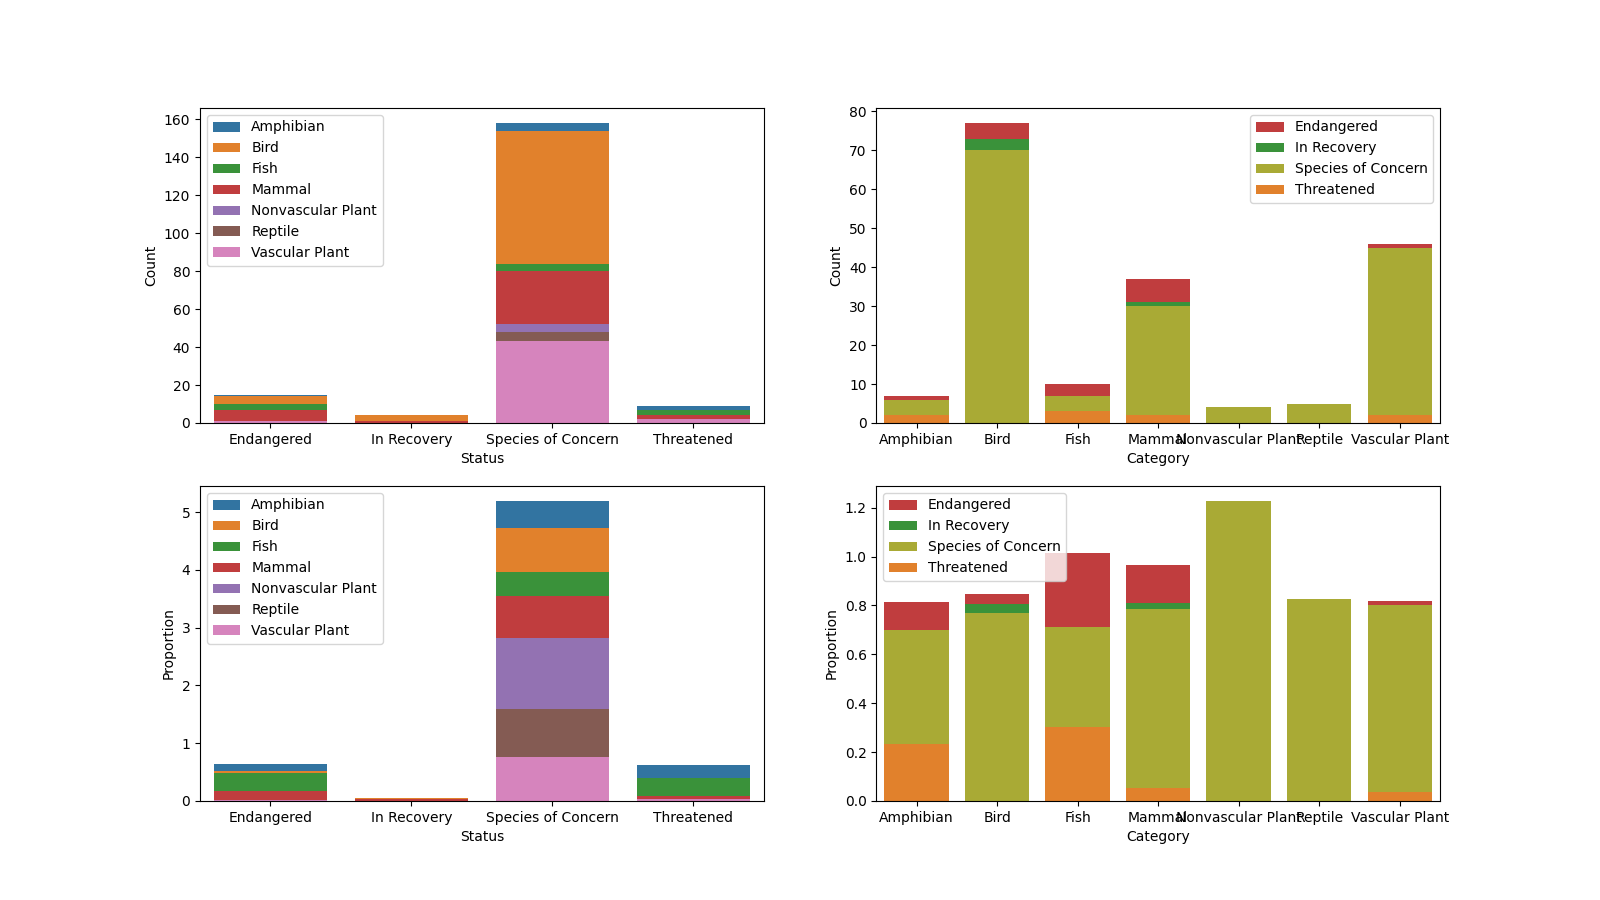 160
140
120
100
80
60
40
20
0
Count
Amphibian
Bird
Fish
Mammal
Nonvascular Plant
Reptile
Vascular Plant
Endangered In Recovery Species of Concern Threatened
Status
80
70
60
50
40
30
20
10
0
Count
Endangered
In Recovery
Species of Concern
Threatened
Amphibian Bird Fish Mammal Nonvascular Plant Reptile Vascular Plant
Category
5
4
3
2
1
0
Proportion
Amphibian
Bird
Fish
Mammal
Nonvascular Plant
Reptile
Vascular Plant
Endangered In Recovery Species of Concern Threatened
Status
1.2
1.0
0.8
0.6
0.4
0.2
0.0
Proportion
Endangered
In Recovery
Species of Concern
Threatened
Amphibian Bird Fish Mammal Nonvascular Plant Reptile Vascular Plant
Category